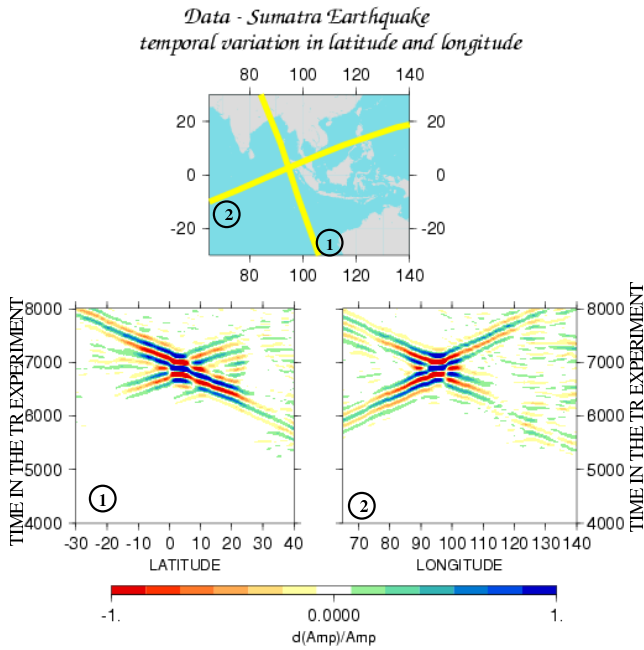 Data - Sumatra Earthquake
temporal variation in latitude and longitude
80 100 120 140
20 20
0 0
-20 -20
2
1
80 100 120 140
8000 8000
7000 7000
6000 6000
5000 5000
4000 4000
TIME IN THE TR EXPERIMENT
TIME IN THE TR EXPERIMENT
1
2
-30 -20 -10 0 10 20 30 40
70 80 90 100 110 120 130 140
LATITUDE LONGITUDE
-1. 0.0000 1.
d(Amp)/Amp